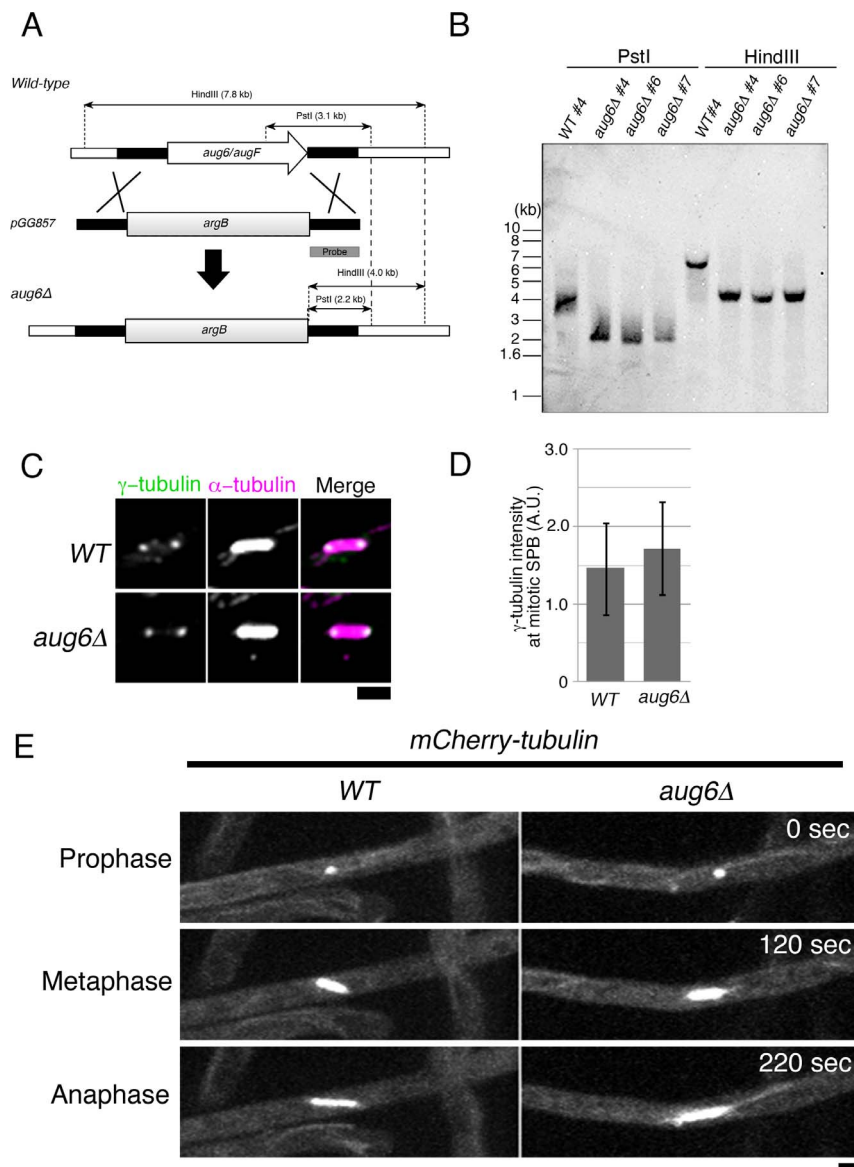 A
Wild-type
HindIII (7.8 kb)
PstI (3.1 kb)
aug6/augF
pGG857
argB
Probe
HindIII (4.0 kb)
aug6Δ
PstI (2.2 kb)
argB
B
PstI
HindIII
WT #4
aug6Δ #4
aug6Δ #6
aug6Δ #7
WT#4
aug6Δ #4
aug6Δ #6
aug6Δ #7
(kb)
10
8
7
6
5
4
3
2
1.6
1
C
γ-tubulin
α-tubulin
Merge
WT
aug6Δ
D
γ-tubulin intensity
at mitotic SPB (A.U.)
3.0
2.0
1.0
0
WT
aug6Δ
E
mCherry-tubulin
WT
aug6Δ
Prophase
0 sec
Metaphase
120 sec
Anaphase
220 sec